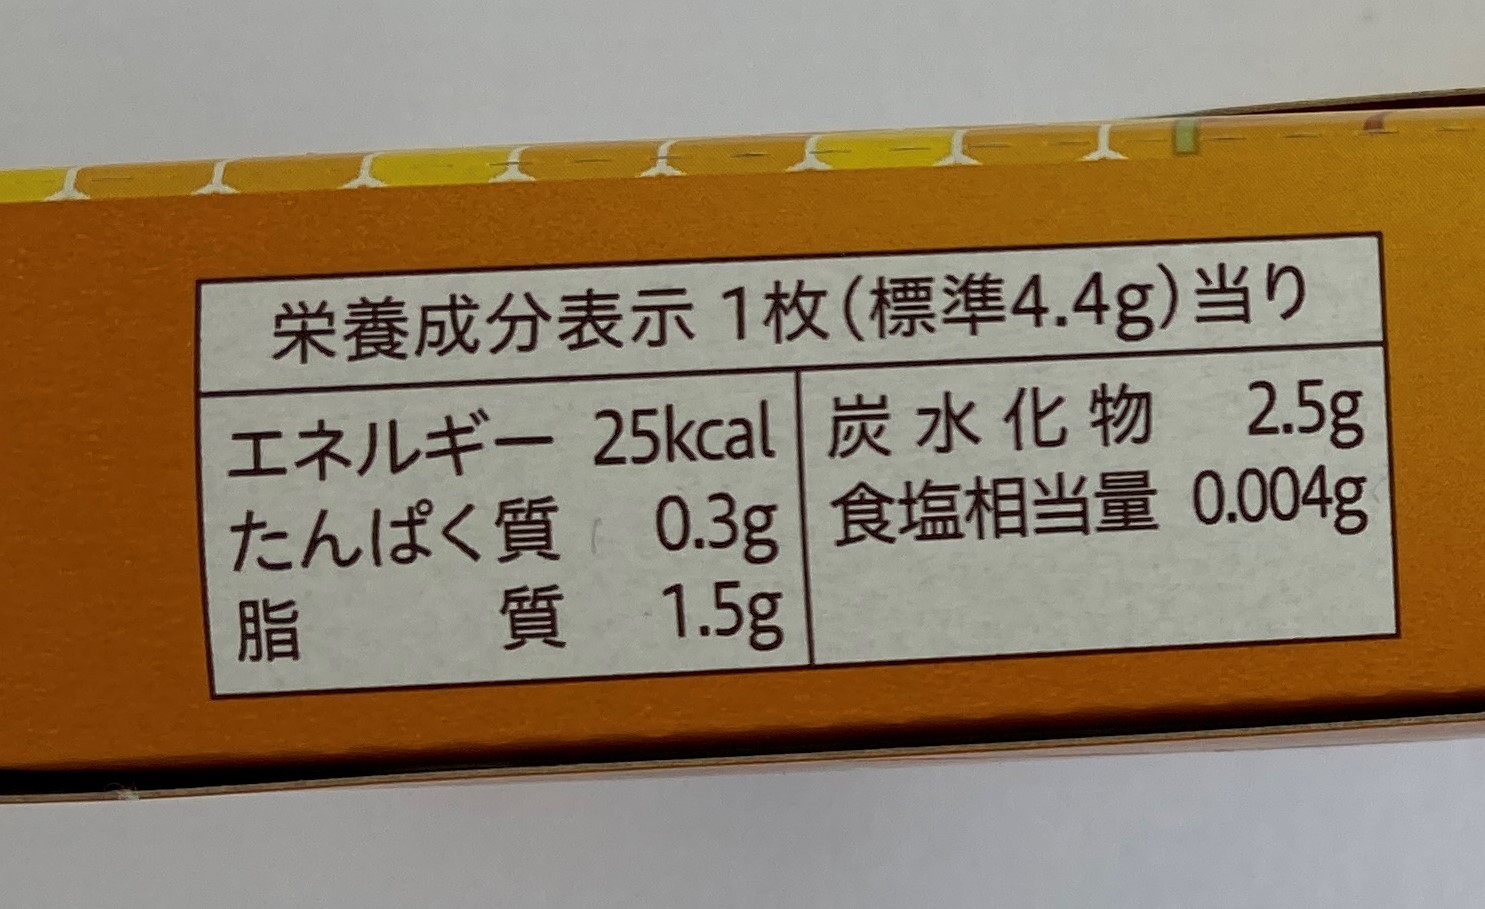 栄養成分表示 1枚(標準4.4g)当り
エネルギー 25kcal
たんぱく質 0.3g
脂質 1.5g
炭水化物 2.5g
食塩相当量 0.004g